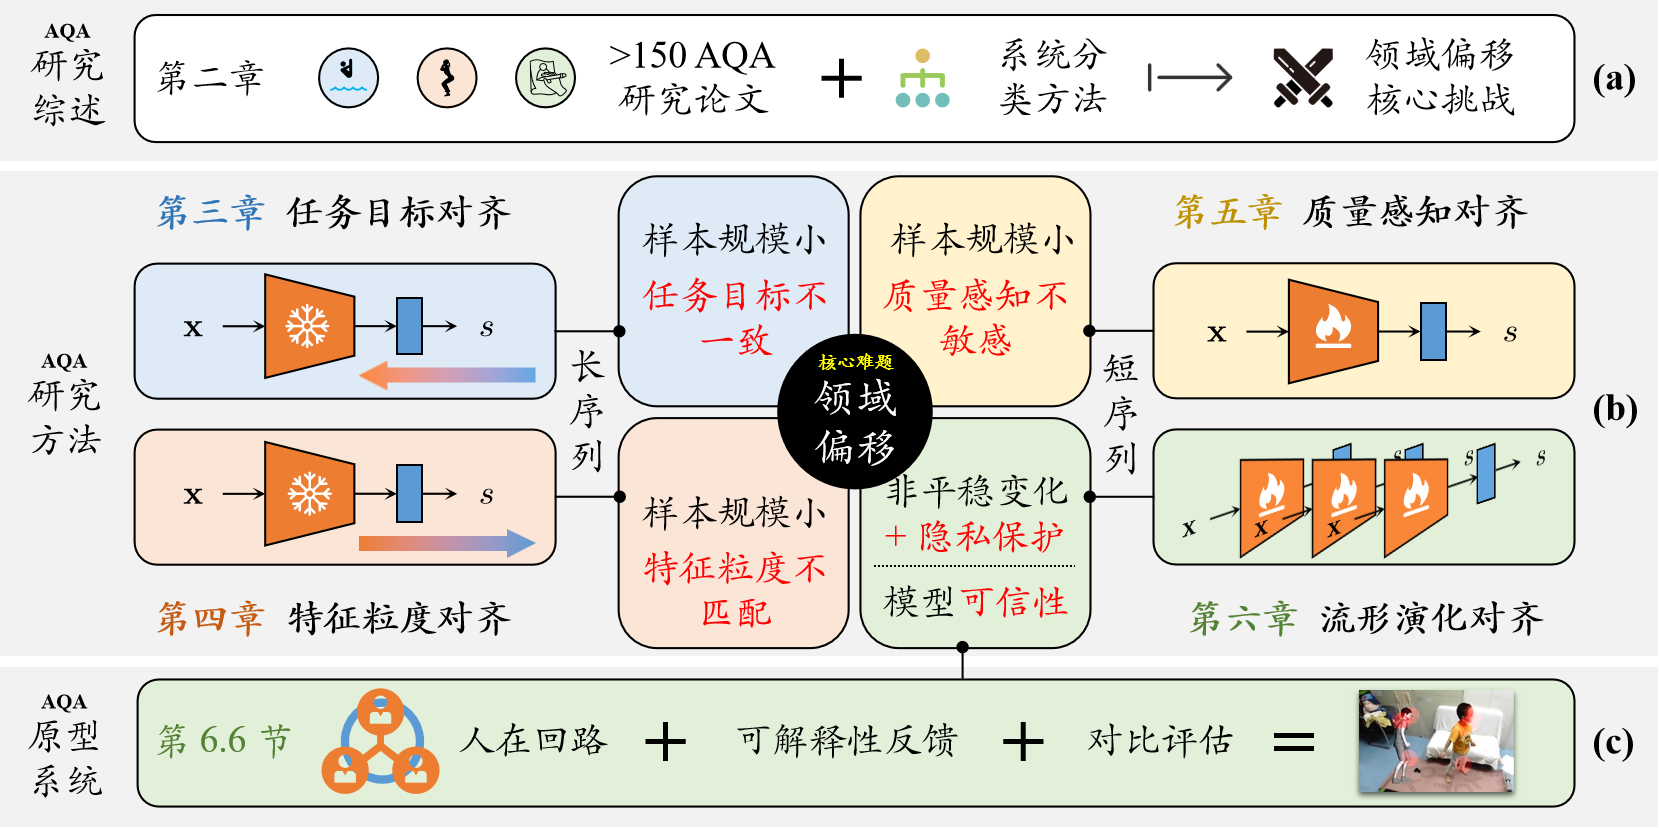 AQA
研究
综述
第二章
>150 AQA
研究论文
+
系统分
类方法
领域偏移
核心挑战
(a)
第三章 任务目标对齐
x
s
AQA
研究
方法
第四章 特征粒度对齐
x
s
长
序
列
样本规模小
任务目标不
一致
样本规模小
特征粒度不
匹配
核心难题
领域
偏移
样本规模小
质量感知不
敏感
非平稳变化
+ 隐私保护
模型可信性
短
序
列
第五章 质量感知对齐
x
s
x
x
x
s
s
s
第六章 流形演化对齐
(b)
AQA
原型
系统
第 6.6 节
人在回路
+
可解释性反馈
+
对比评估
=
(c)